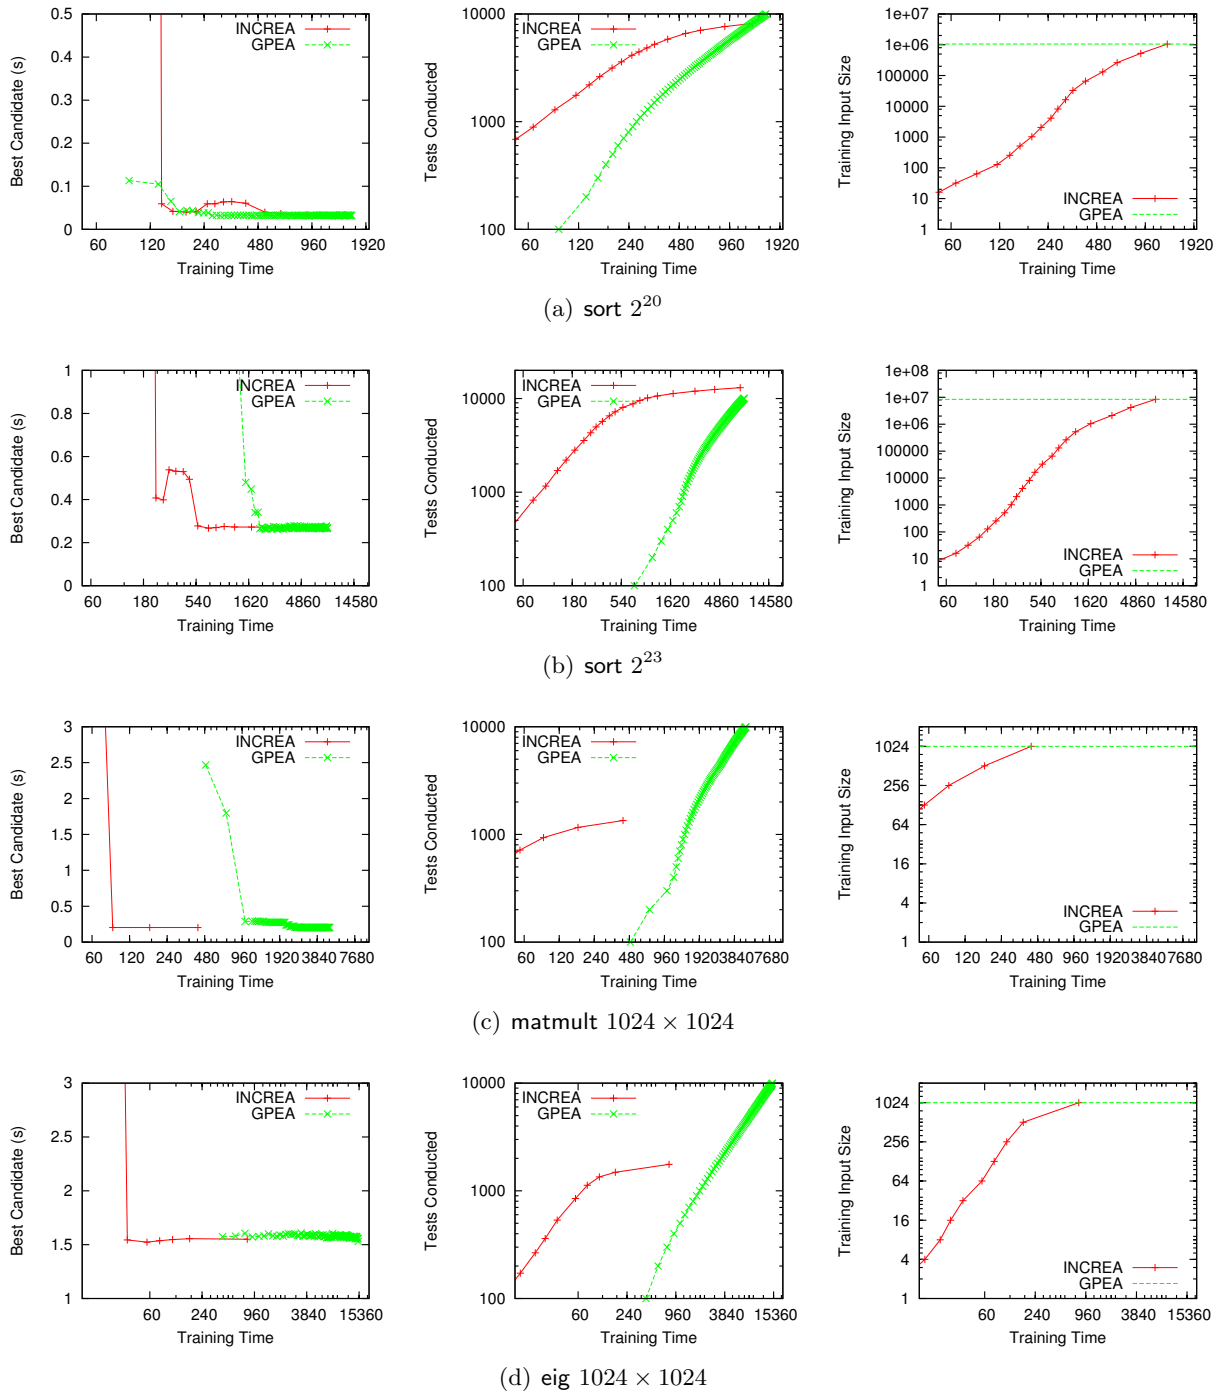 0.5
0.4
0.3
0.2
0.1
0
Best Candidate (s)
INCREA
GPEA
60 120 240 480 960 1920
Training Time
10000
1000
100
Tests Conducted
INCREA
GPEA
120 240 480 960 1920
Training Time
1e+07
1e+06
100000
10000
1000
100
10
1
Training Input Size
INCREA
GPEA
60 120 240 480 960 1920
Training Time
(a) sort 2^20
1
0.8
0.6
0.4
0.2
0
Best Candidate (s)
INCREA
GPEA
60 180 540 1620 4860 14580
Training Time
10000
1000
100
Tests Conducted
INCREA
GPEA
60 180 540 1620 4860 14580
Training Time
1e+08
1e+07
1e+06
100000
10000
1000
100
10
1
Training Input Size
INCREA
GPEA
60 180 540 1620 4860 14580
Training Time
(b) sort 2^23
3
2.5
2
1.5
1
0.5
0
Best Candidate (s)
INCREA
GPEA
60 120 240 480 960 1920 3840 7680
Training Time
10000
1000
100
Tests Conducted
INCREA
GPEA
60 120 240 480 960 1920 3840 7680
Training Time
1024
256
64
16
4
1
Training Input Size
INCREA
GPEA
60 120 240 480 960 1920 3840 7680
Training Time
(c) matmult 1024 × 1024
3
2.5
2
1.5
1
Best Candidate (s)
INCREA
GPEA
60 240 960 3840 15360
Training Time
10000
1000
100
Tests Conducted
INCREA
GPEA
60 240 960 3840 15360
Training Time
1024
256
64
16
4
1
Training Input Size
INCREA
GPEA
60 240 960 3840 15360
Training Time
(d) eig 1024 × 1024